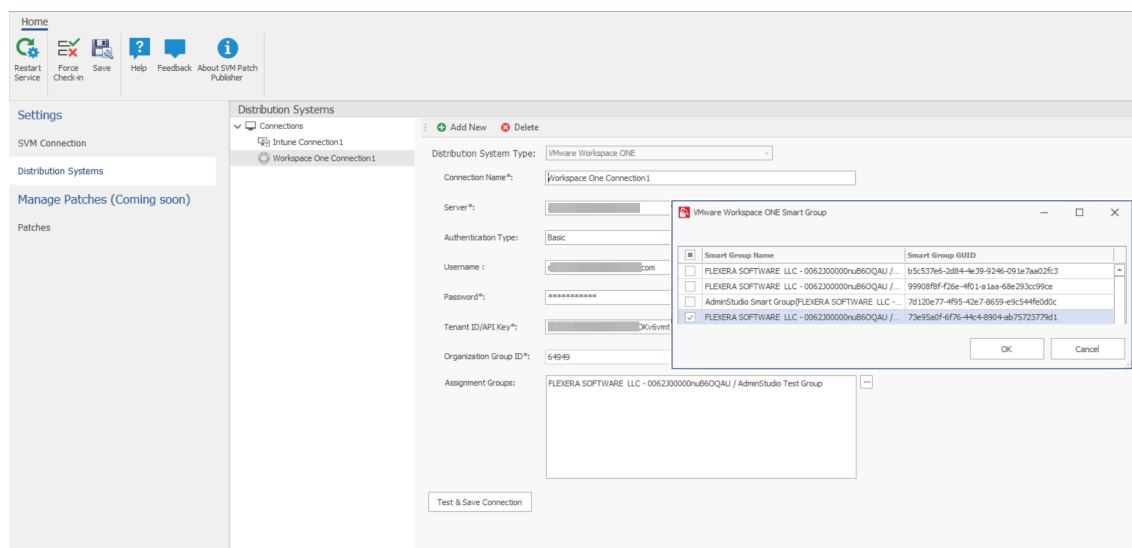 Home
Restart Service
Force Check-in
Save
Help
Feedback
About SVM Patch Publisher
Settings
SVM Connection
Distribution Systems
Manage Patches (Coming soon)
Patches
Distribution Systems
Connections
Intune Connection1
Workspace One Connection1
Add New
Delete
Distribution System Type:
VMware Workspace ONE
Connection Name*:
Workspace One Connection1
Server*:
Authentication Type:
Basic
Username :
s
com
Password*:
***********
Tenant ID/API Key*:
Organization Group ID*:
64949
Assignment Groups:
FLEXERA SOFTWARE LLC - 0062J00000nuB6OQAU / AdminStudio Test Group
...
Test & Save Connection
VMware Workspace ONE Smart Group
Smart Group Name
Smart Group GUID
FLEXERA SOFTWARE LLC - 0062J00000nuB6OQAU /...
b5c537e6-2d84-4e39-9246-091e7aa02fc3
FLEXERA SOFTWARE LLC - 0062J00000nuB6OQAU /...
99908f8f-f26e-4f01-a1aa-68e293cc99ce
AdminStudio Smart Group(FLEXERA SOFTWARE LLC -...
7d120e77-4f95-42e7-8659-e9c544fe0d0c
FLEXERA SOFTWARE LLC - 0062J00000nuB6OQAU /...
73e95a0f-6f76-44c4-8904-ab75723779d1
OK
Cancel